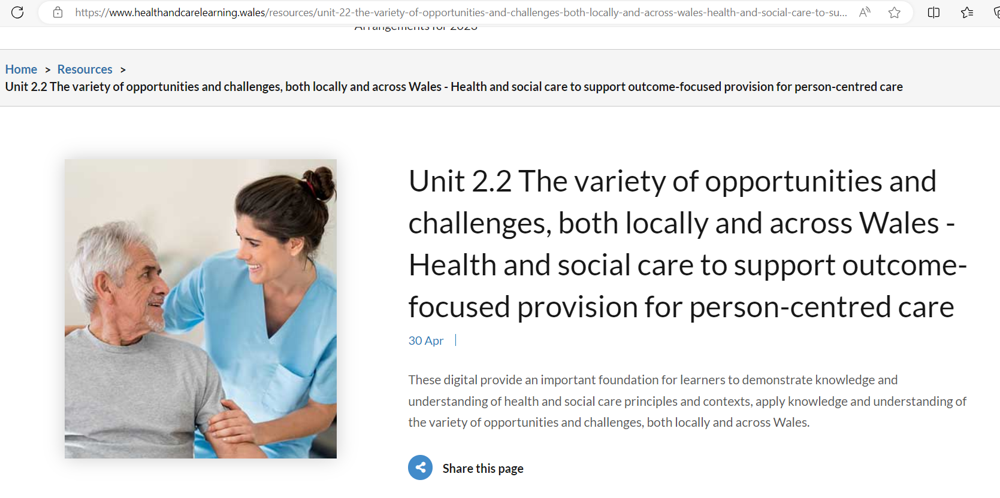 https://www.healthandcarelearning.wales/resources/unit-22-the-variety-of-opportunities-and-challenges-both-locally-and-across-wales-health-and-social-care-to-su...
Arrangements for 2025
Home > Resources >
Unit 2.2 The variety of opportunities and challenges, both locally and across Wales - Health and social care to support outcome-focused provision for person-centred care
Unit 2.2 The variety of opportunities and
challenges, both locally and across Wales -
Health and social care to support outcome-
focused provision for person-centred care
30 Apr
These digital provide an important foundation for learners to demonstrate knowledge and
understanding of health and social care principles and contexts, apply knowledge and understanding of
the variety of opportunities and challenges, both locally and across Wales.
Share this page